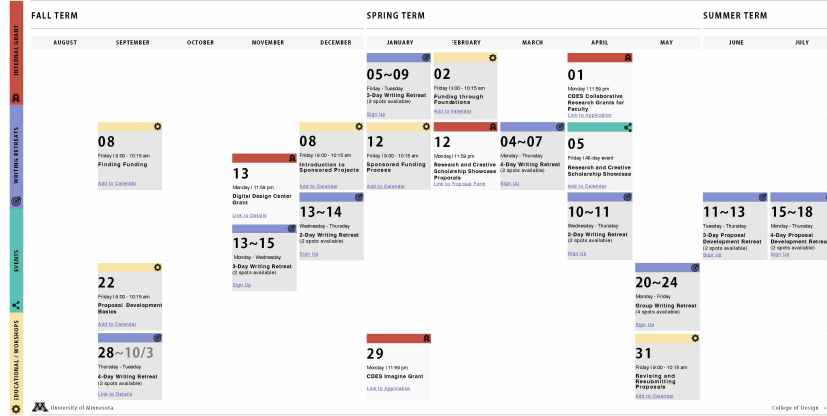 FALL TERM
SPRING TERM
SUMMER TERM
AUGUST
SEPTEMBER
OCTOBER
NOVEMBER
DECEMBER
JANUARY
FEBRUARY
MARCH
APRIL
MAY
JUNE
JULY
INTERNAL GRANT
WRITING RETREATS
EVENTS
EDUCATIONAL / WOKSHOPS
08
Friday | 9:00 - 10:15 am
Finding Funding
Add to Calendar
22
Friday | 9:00 - 10:15 am
Proposal Development
Basics
Add to Calendar
28~10/3
Thursday - Tuesday
4-Day Writing Retreat
(2 spots available)
Link to Details
13
Monday | 11:59 pm
Digital Design Center
Grant
Link to Details
13~15
Monday - Wednesday
3-Day Writing Retreat
(2 spots available)
Sign Up
08
Friday | 9:00 - 10:15 am
Introduction to
Sponsored Projects
Add to Calendar
13~14
Wednesday - Thursday
2-Day Writing Retreat
(2 spots available)
Sign Up
05~09
Friday - Tuesday
3-Day Writing Retreat
(2 spots available)
Sign Up
12
Friday | 9:00 - 10:15 am
Sponsored Funding
Process
Add to Calendar
29
Monday | 11:59 pm
CDES Imagine Grant
Link to Application
02
Friday | 9:00 - 10:15 am
Funding through
Foundations
Add to Calendar
12
Monday | 11:59 pm
Research and Creative
Scholarship Showcase
Proposals
Link to Proposal Form
04~07
Monday - Thursday
4-Day Writing Retreat
(2 spots available)
Sign Up
01
Monday | 11:59 pm
CDES Collaborative
Research Grants for
Faculty
Link to Application
05
Friday | All-day event
Research and Creative
Scholarship Showcase
Add to Calendar
10~11
Wednesday - Thursday
2-Day Writing Retreat
(2 spots available)
Sign Up
20~24
Monday - Friday
Group Writing Retreat
(4 spots available)
Sign Up
31
Friday | 9:00 - 10:15 am
Revising and
Resubmitting
Proposals
Add to Calendar
11~13
Tuesday - Thursday
3-Day Proposal
Development Retreat
(2 spots available)
Sign Up
15~18
Monday - Thursday
4-Day Proposal
Development Retrea
(2 spots available)
Sign Up
University of Minnesota
College of Design